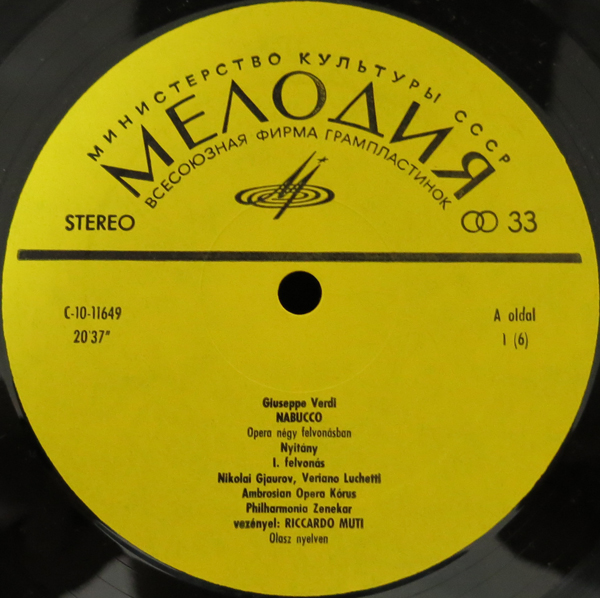 МИНИСТЕРСТВО КУЛЬТУРЫ СССР
МЕЛОДИЯ
ВСЕСОЮЗНАЯ ФИРМА ГРАМПЛАСТИНОК
STEREO
33
C-10-11649
A oldal
20'37"
1 (6)
Giuseppe Verdi
NABUCCO
Opera négy felvonásban
Nyitány
I. felvonás
Nikolai Gjaurov, Veriano Luchetti
Ambrosian Opera Kórus
Philharmonia Zenekar
vezényel: RICCARDO MUTI
Olasz nyelven